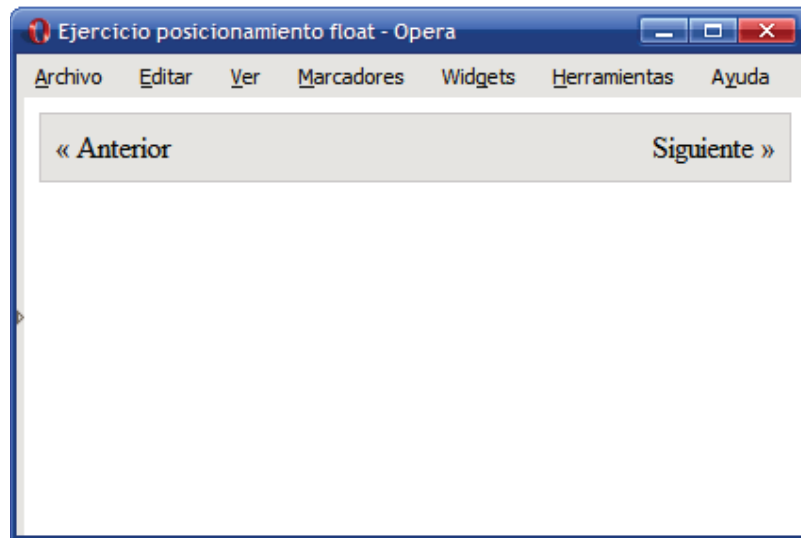 Ejercicio posicionamiento float - Opera
Archivo Editar Ver Marcadores Widgets Herramientas Ayuda
« Anterior Siguiente »